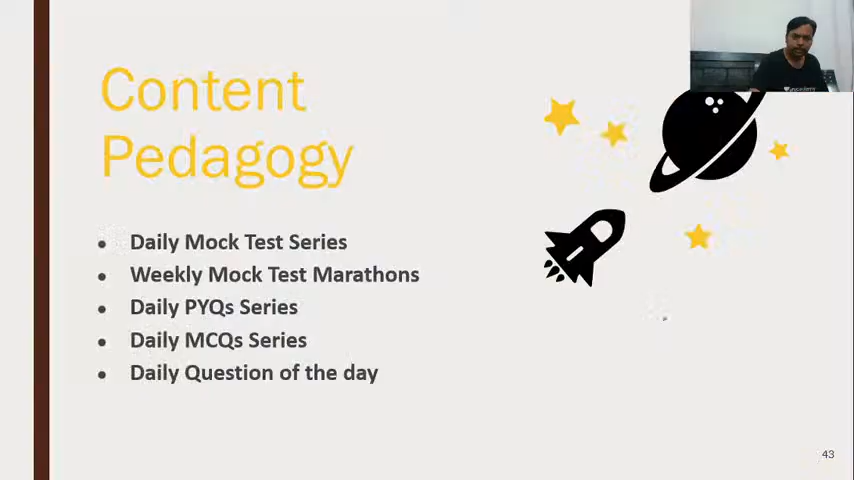 Content
Pedagogy
• Daily Mock Test Series
• Weekly Mock Test Marathons
• Daily PYQs Series
• Daily MCQs Series
• Daily Question of the day
43